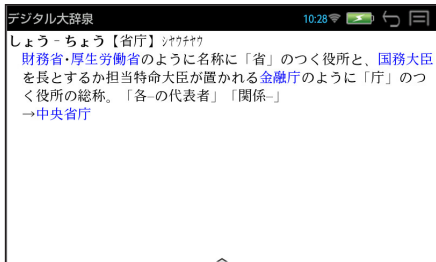 デジタル大辞泉 10:28
しょう‐ちょう【省庁】ｼﾔｳﾁﾔｳ
財務省・厚生労働省のように名称に「省」のつく役所と、国務大臣
を長とするか担当特命大臣が置かれる金融庁のように「庁」のつ
く役所の総称。「各―の代表者」「関係―」
→中央省庁